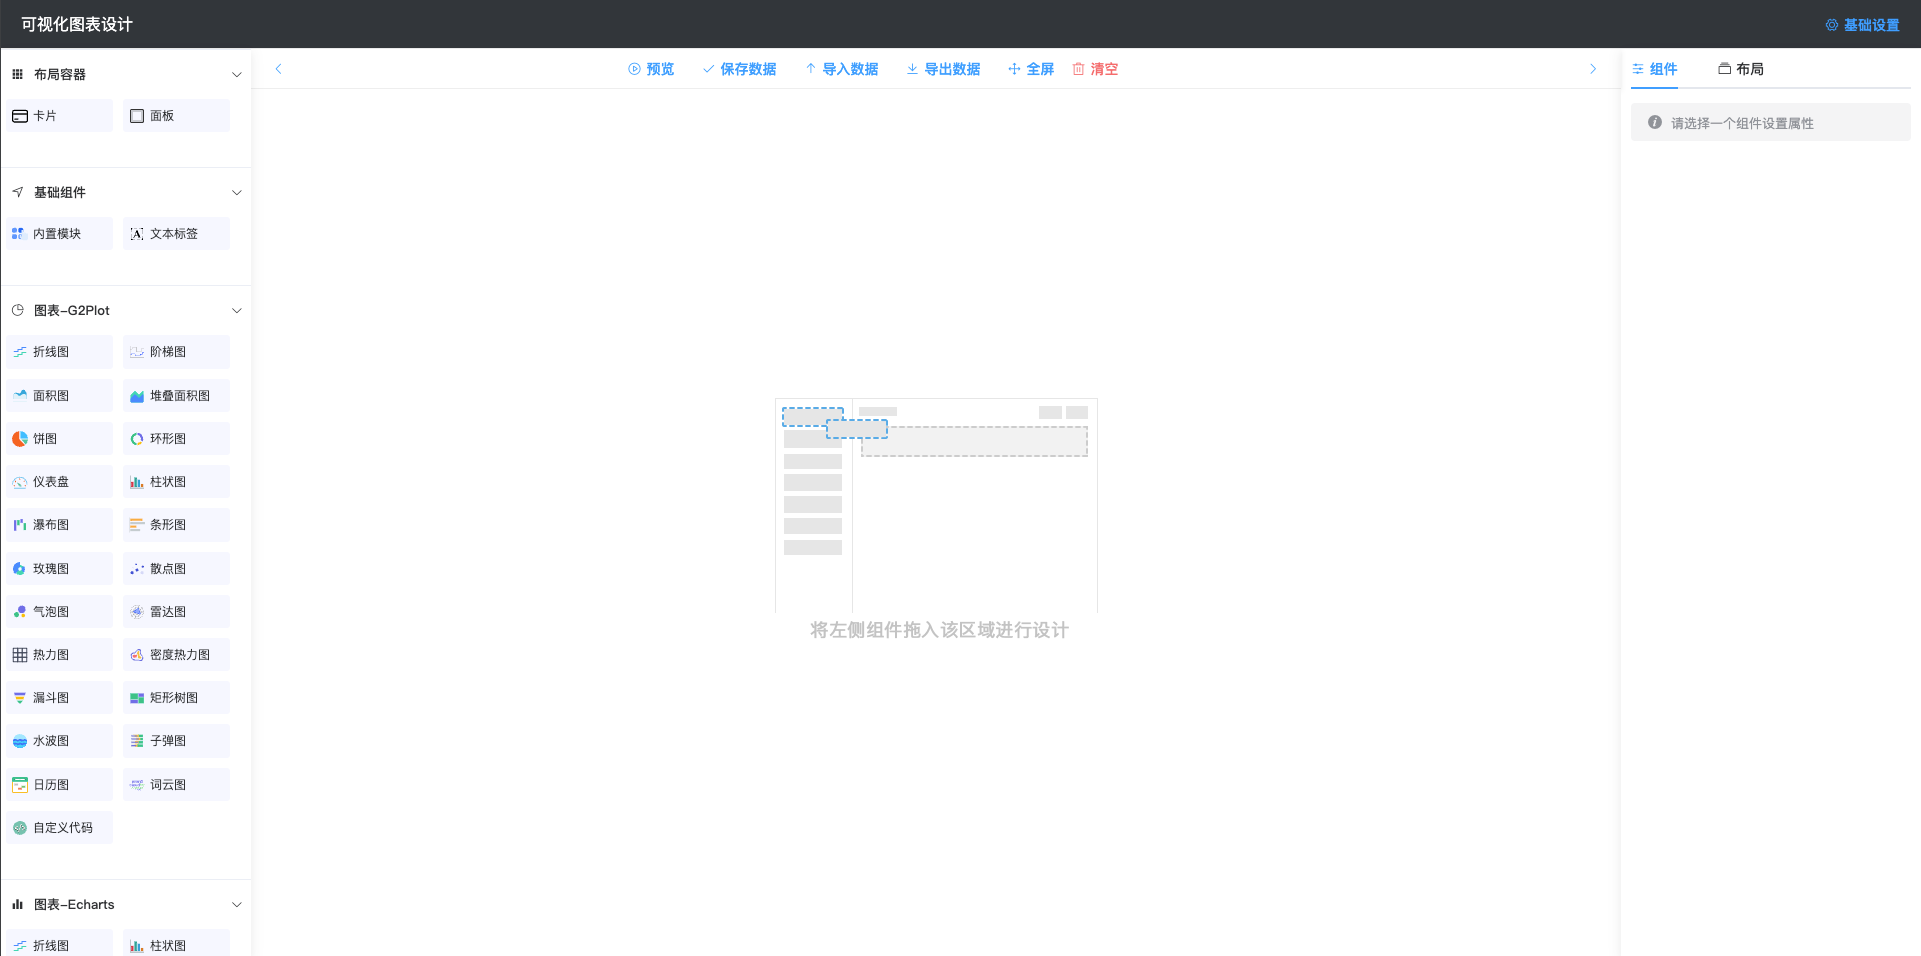 可视化图表设计
基础设置
布局容器
卡片
面板
基础组件
内置模块
文本标签
图表-G2Plot
折线图
阶梯图
面积图
堆叠面积图
饼图
环形图
仪表盘
柱状图
瀑布图
条形图
玫瑰图
散点图
气泡图
雷达图
热力图
密度热力图
漏斗图
矩形树图
水波图
子弹图
日历图
词云图
自定义代码
图表-Echarts
折线图
柱状图
预览
保存数据
导入数据
导出数据
全屏
清空
将左侧组件拖入该区域进行设计
组件
布局
请选择一个组件设置属性